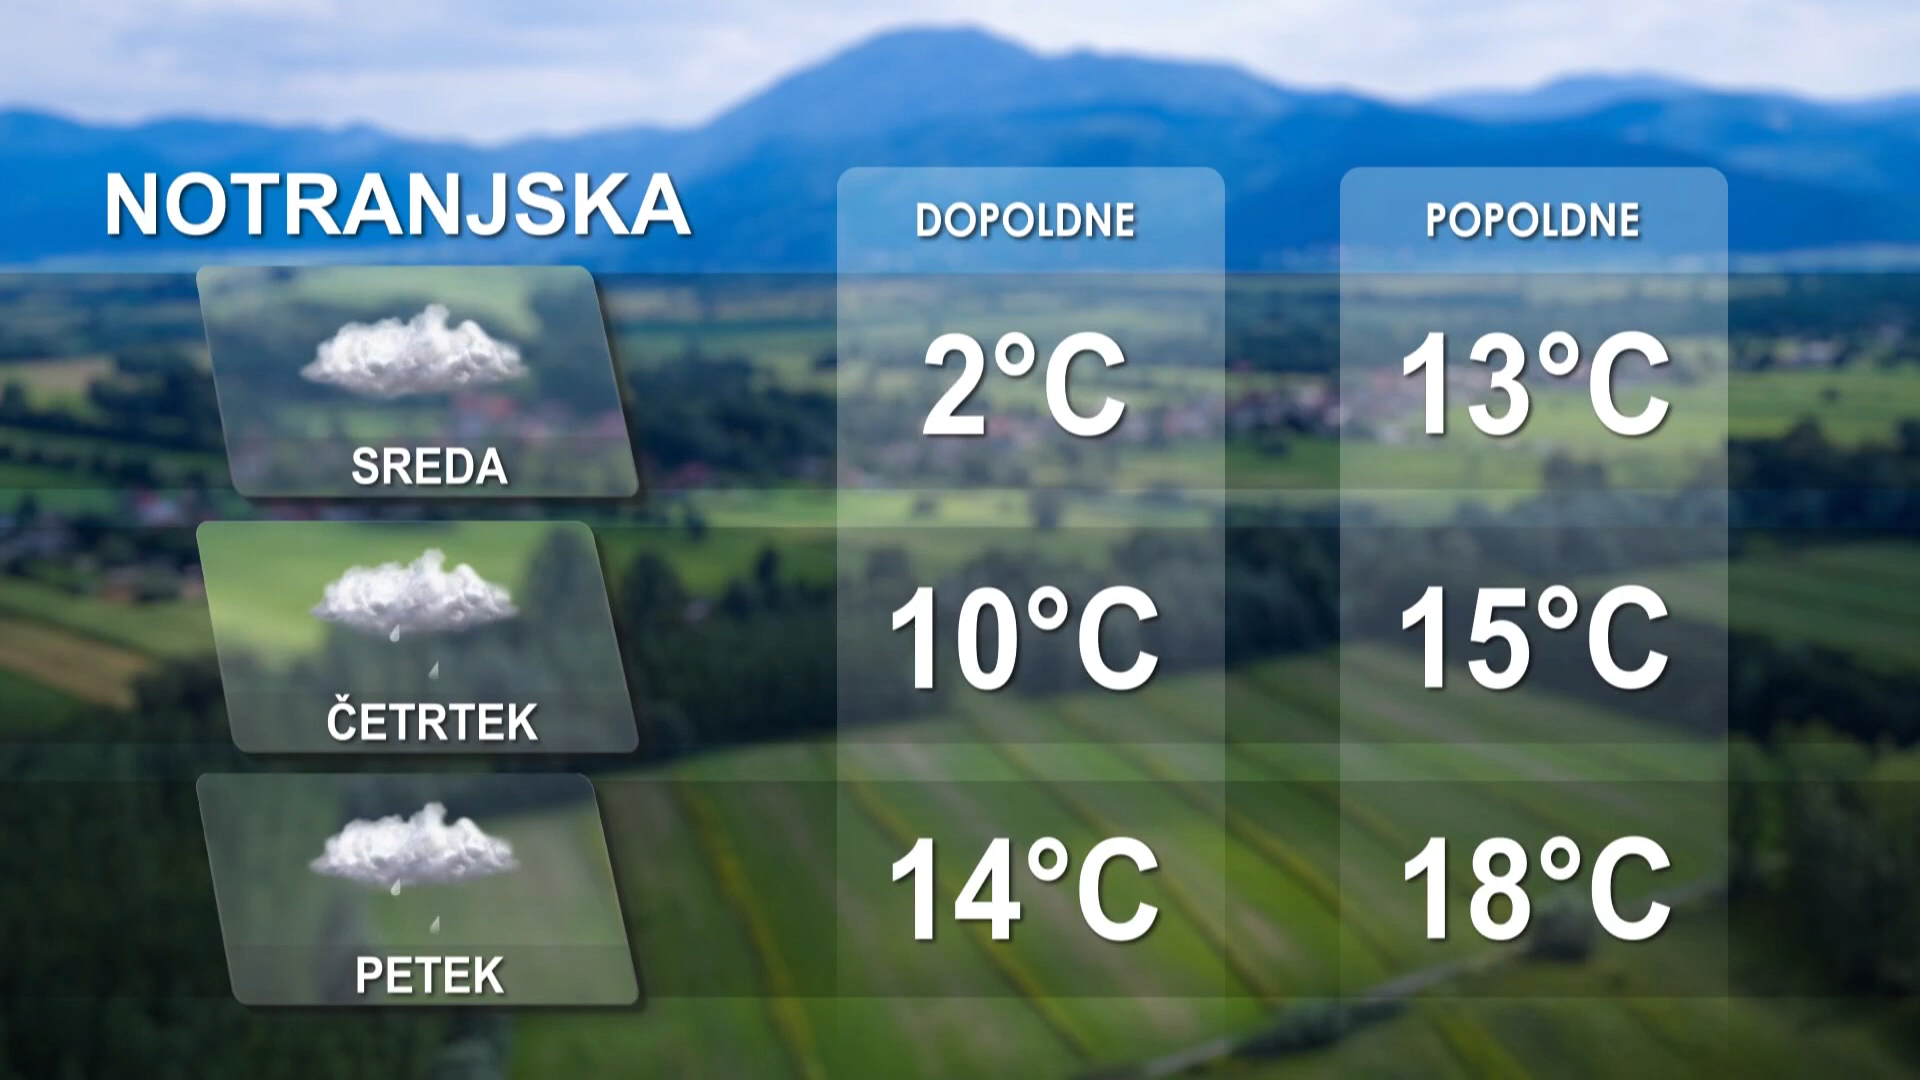 NOTRANJSKA
DOPOLDNE POPOLDNE
SREDA 2°C 13°C
ČETRTEK 10°C 15°C
PETEK 14°C 18°C